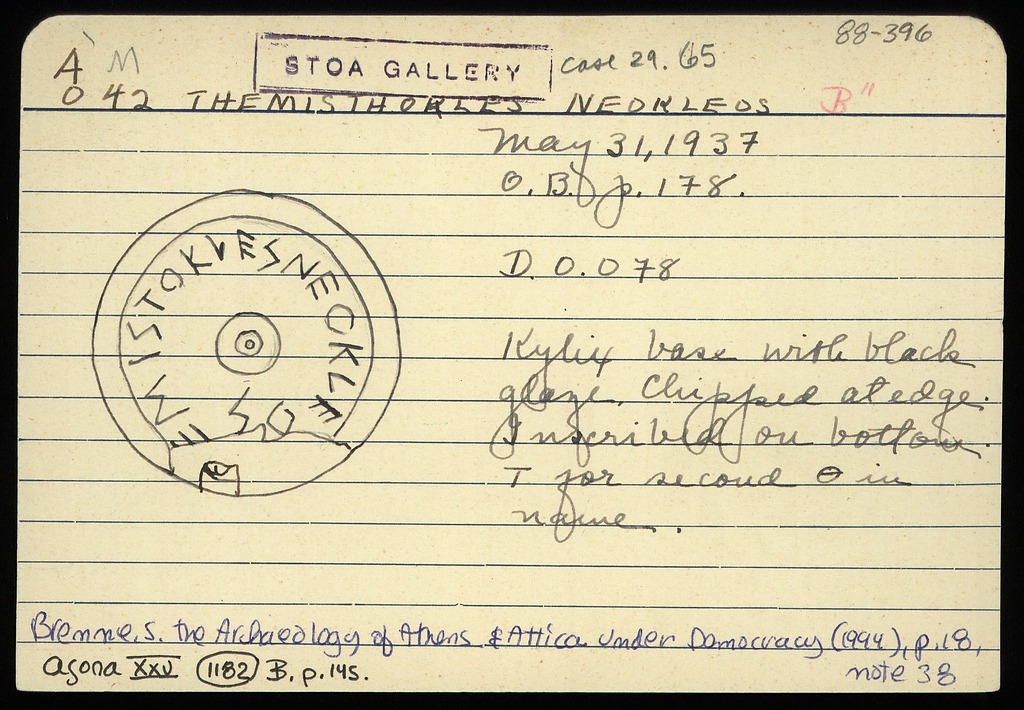 88-396
A' M STOA GALLERY case 29. 65
O 42 THEMISTHOKLES NEOKLEOS B"
May 31, 1937
O.B. p. 178.
D. 0.078
Kylix base with black
glaze. Chipped at edge.
Inscribed on bottom.
T for second Θ in
name.
EMISTOKVESNEOKLE
OS
Brenne, S. The Archaeology of Athens & Attica under Democracy (1994), p. 18,
note 38
Agora XXV 1182 B. p. 145.